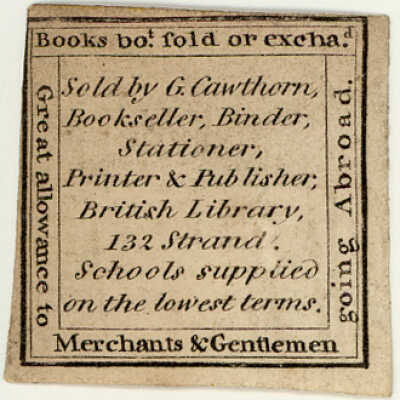 Books bo.t sold or excha.d
Sold by G. Cawthorn,
Bookseller, Binder,
Stationer,
Printer & Publisher,
British Library,
132 Strand.
Schools supplied
on the lowest terms.
Great allowance to
Merchants & Gentlemen
going Abroad.